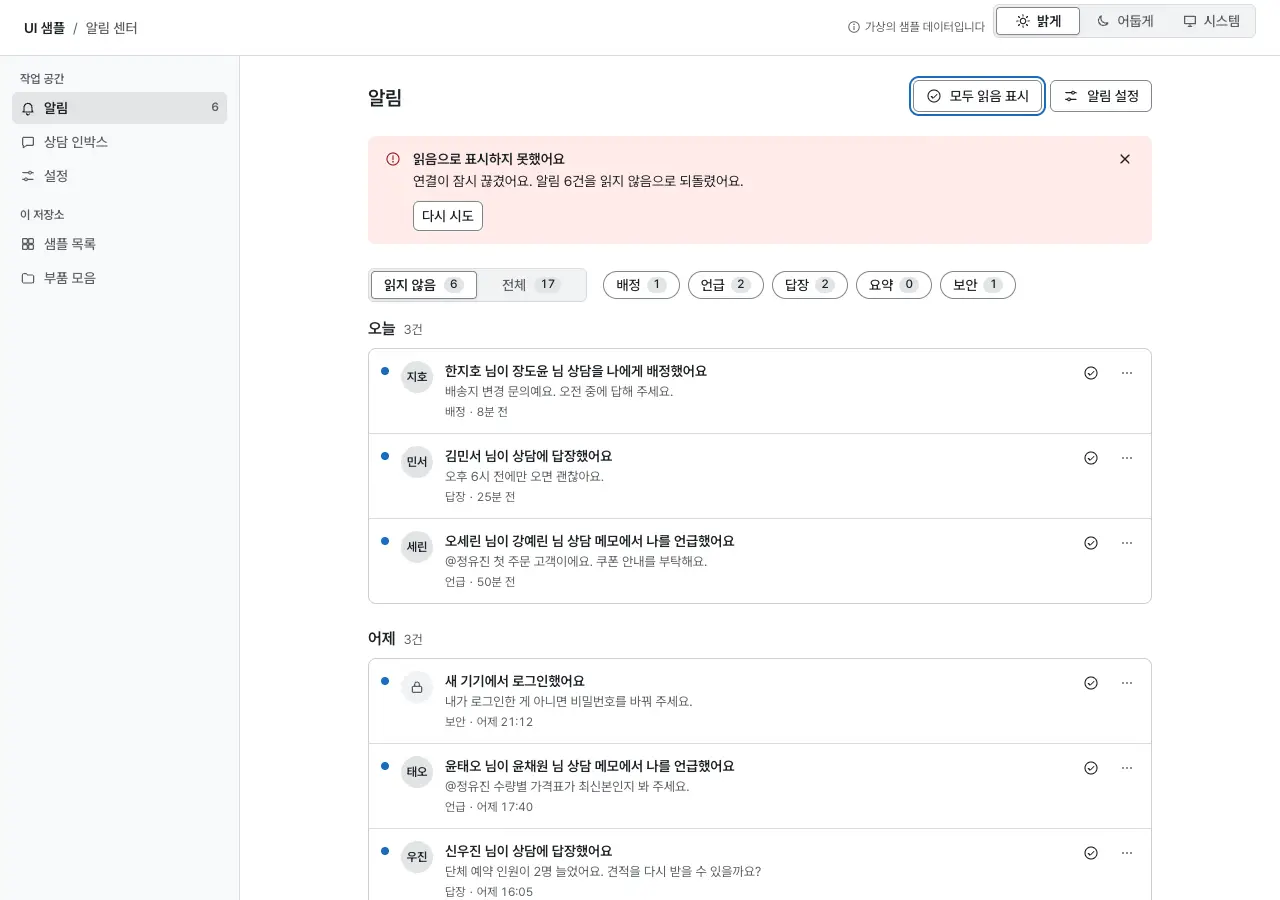 UI 샘플 / 알림 센터
가상의 샘플 데이터입니다
밝게
어둡게
시스템
작업 공간
알림 6
상담 인박스
설정
이 저장소
샘플 목록
부품 모음
알림
모두 읽음 표시
알림 설정
읽음으로 표시하지 못했어요
연결이 잠시 끊겼어요. 알림 6건을 읽지 않음으로 되돌렸어요.
다시 시도
읽지 않음 6
전체 17
배정 1
언급 2
답장 2
요약 0
보안 1
오늘 3건
지호
한지호 님이 장도윤 님 상담을 나에게 배정했어요
배송지 변경 문의예요. 오전 중에 답해 주세요.
배정 · 8분 전
민서
김민서 님이 상담에 답장했어요
오후 6시 전에만 오면 괜찮아요.
답장 · 25분 전
세린
오세린 님이 강예린 님 상담 메모에서 나를 언급했어요
@정유진 첫 주문 고객이에요. 쿠폰 안내를 부탁해요.
언급 · 50분 전
어제 3건
새 기기에서 로그인했어요
내가 로그인한 게 아니면 비밀번호를 바꿔 주세요.
보안 · 어제 21:12
태오
윤태오 님이 윤채원 님 상담 메모에서 나를 언급했어요
@정유진 수량별 가격표가 최신본인지 봐 주세요.
언급 · 어제 17:40
우진
신우진 님이 상담에 답장했어요
단체 예약 인원이 2명 늘었어요. 견적을 다시 받을 수 있을까요?
답장 · 어제 16:05